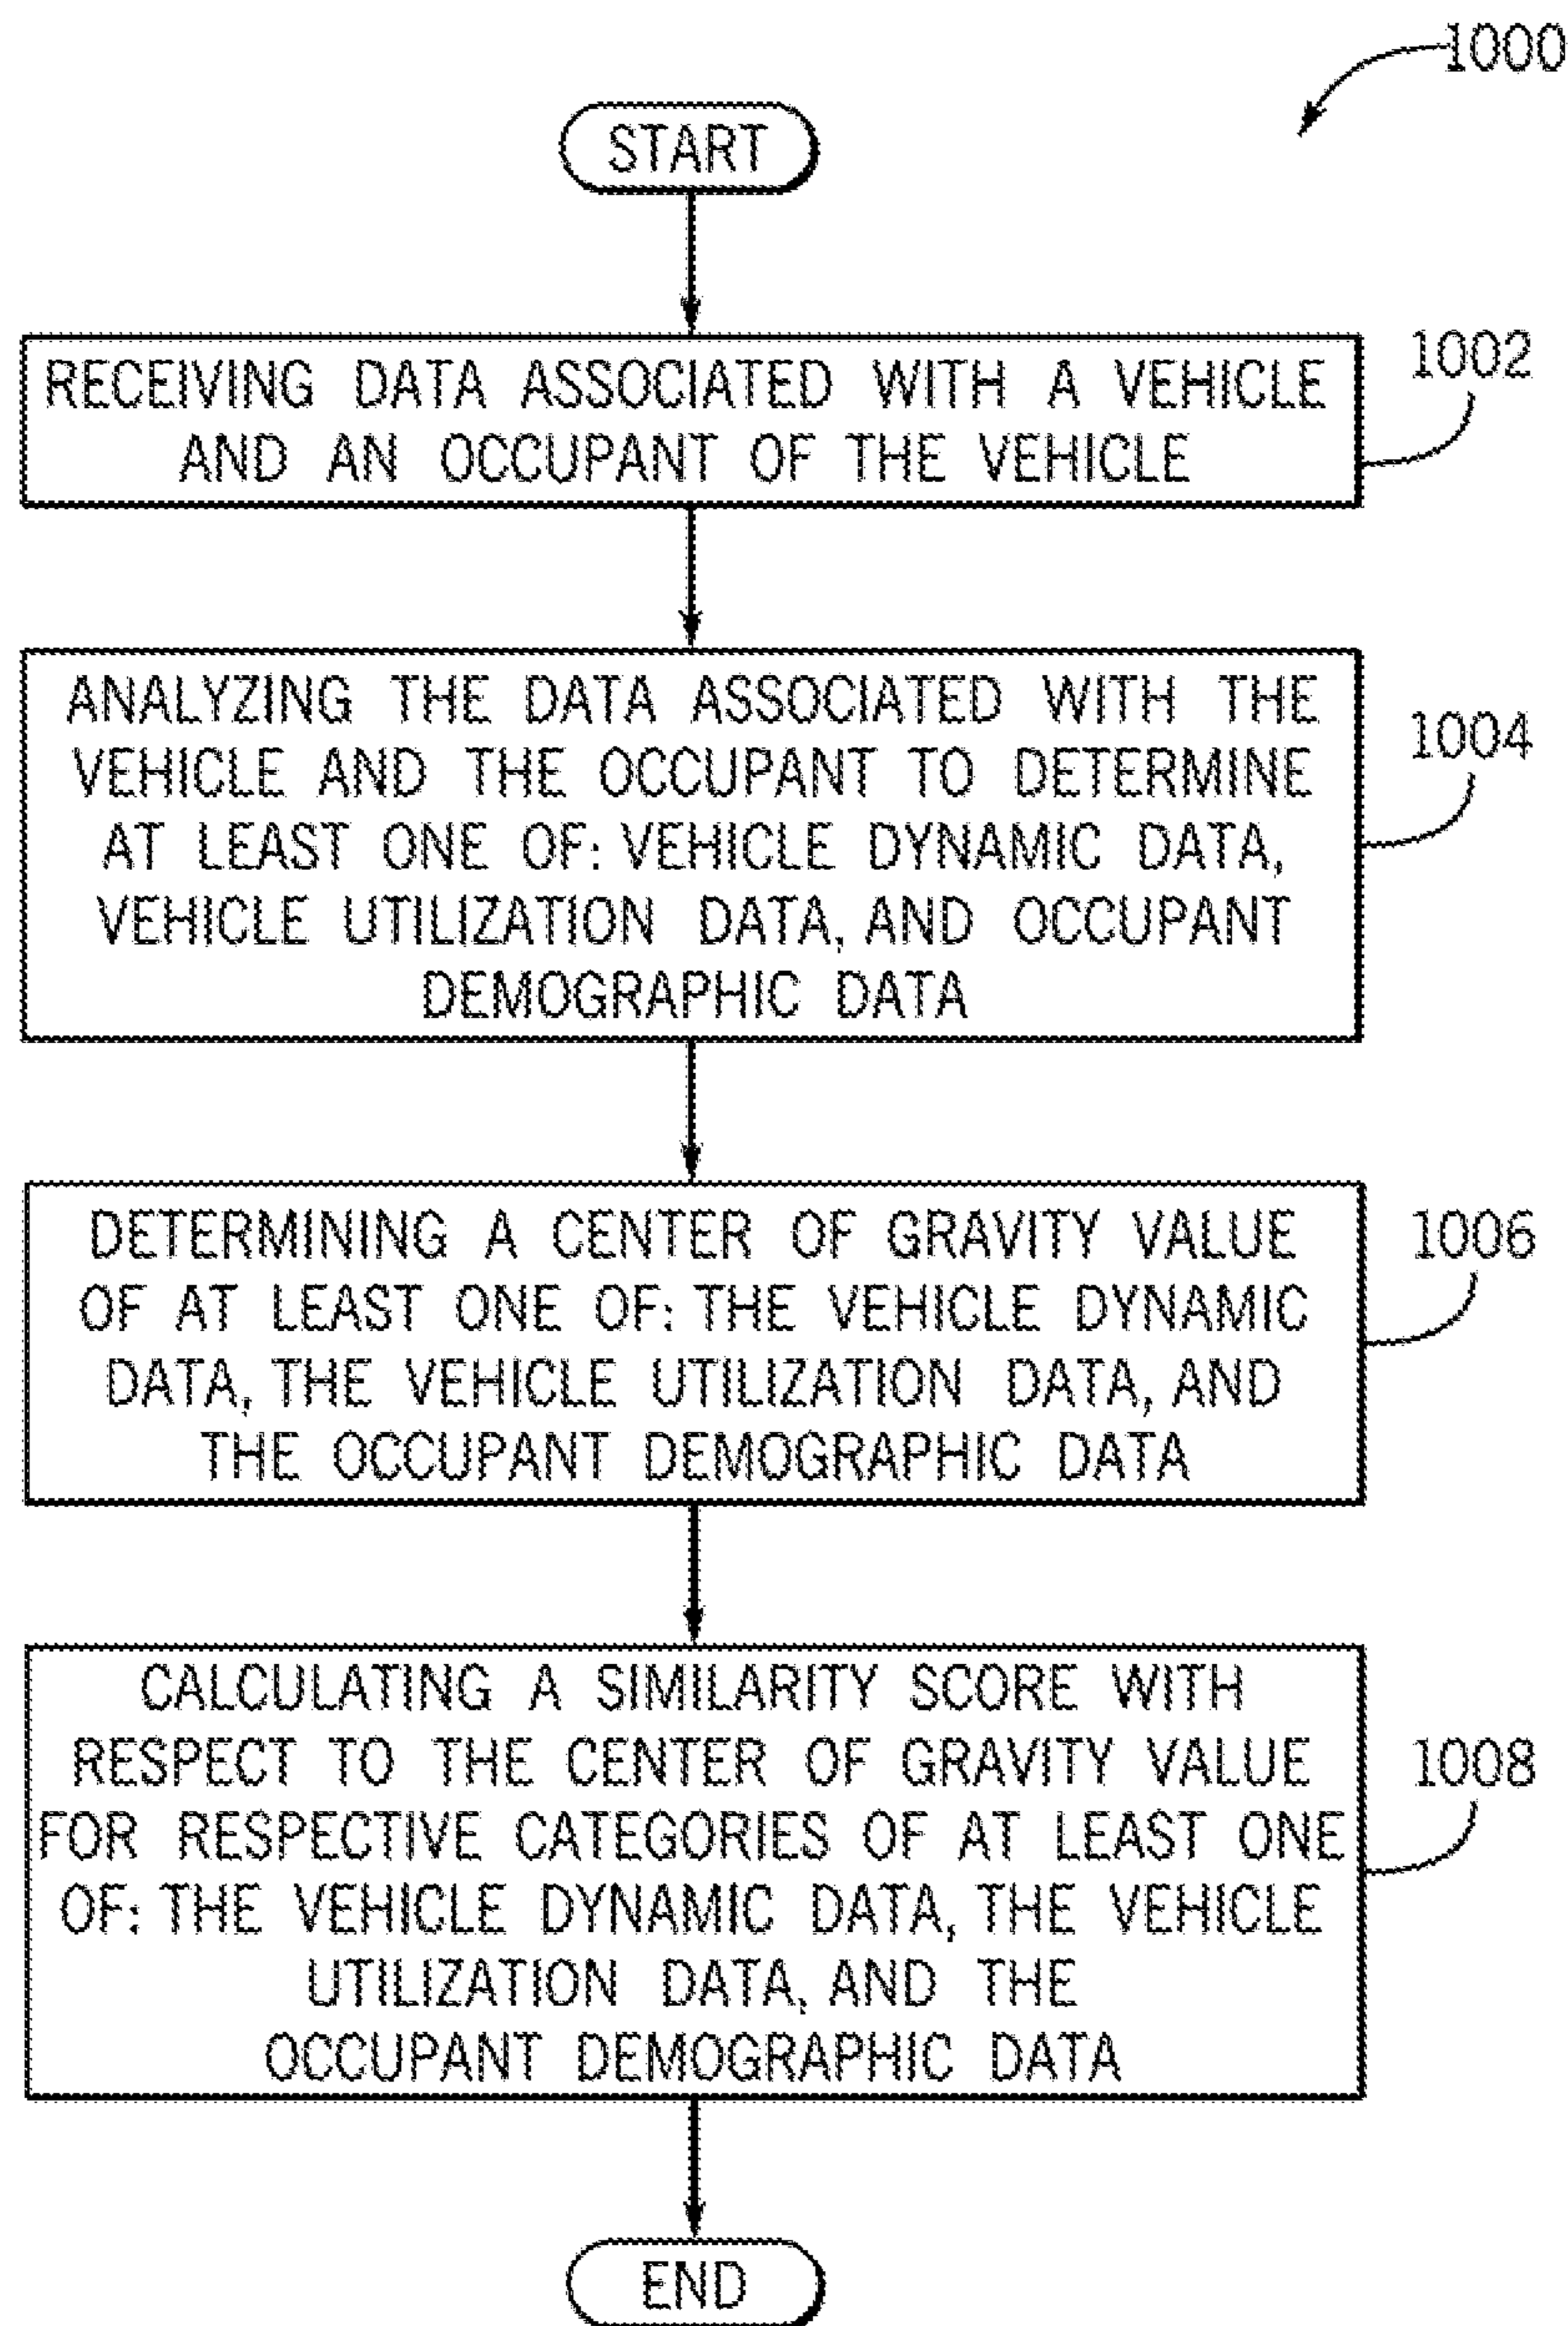 1000
START
RECEIVING DATA ASSOCIATED WITH A VEHICLE
AND AN OCCUPANT OF THE VEHICLE
1002
ANALYZING THE DATA ASSOCIATED WITH THE
VEHICLE AND THE OCCUPANT TO DETERMINE
AT LEAST ONE OF: VEHICLE DYNAMIC DATA,
VEHICLE UTILIZATION DATA, AND OCCUPANT
DEMOGRAPHIC DATA
1004
DETERMINING A CENTER OF GRAVITY VALUE
OF AT LEAST ONE OF: THE VEHICLE DYNAMIC
DATA, THE VEHICLE UTILIZATION DATA, AND
THE OCCUPANT DEMOGRAPHIC DATA
1006
CALCULATING A SIMILARITY SCORE WITH
RESPECT TO THE CENTER OF GRAVITY VALUE
FOR RESPECTIVE CATEGORIES OF AT LEAST ONE
OF: THE VEHICLE DYNAMIC DATA, THE VEHICLE
UTILIZATION DATA, AND THE
OCCUPANT DEMOGRAPHIC DATA
1008
END